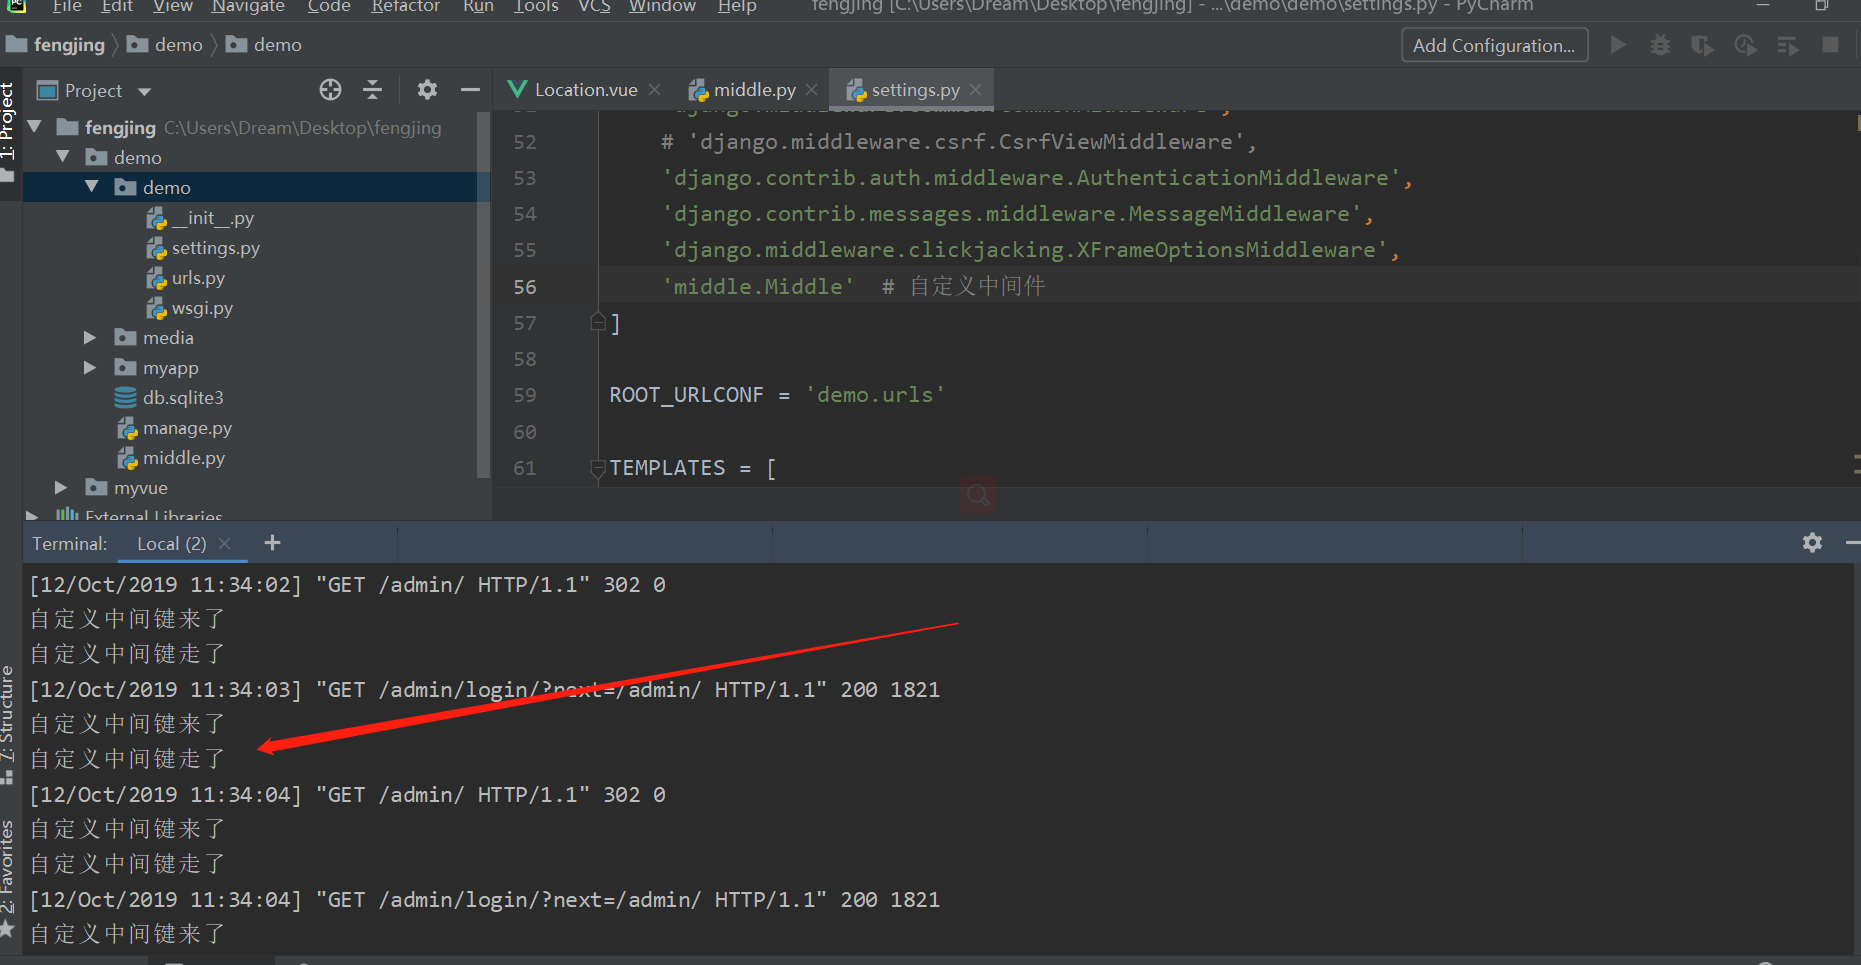 File Edit View Navigate Code Refactor Run Tools VCS Window Help fengjing [C:\Users\Dream\Desktop\fengjing] - ...\demo\demo\settings.py - PyCharm
fengjing demo demo Add Configuration...
Project
Location.vue middle.py settings.py
1: Project
fengjing C:\Users\Dream\Desktop\fengjing
demo
demo
__init__.py
settings.py
urls.py
wsgi.py
media
myapp
db.sqlite3
manage.py
middle.py
myvue
External Libraries
52 # 'django.middleware.csrf.CsrfViewMiddleware',
53 'django.contrib.auth.middleware.AuthenticationMiddleware',
54 'django.contrib.messages.middleware.MessageMiddleware',
55 'django.middleware.clickjacking.XFrameOptionsMiddleware',
56 'middle.Middle' # 自定义中间件
57 ]
58
59 ROOT_URLCONF = 'demo.urls'
60
61 TEMPLATES = [
Terminal: Local (2) +
[12/Oct/2019 11:34:02] "GET /admin/ HTTP/1.1" 302 0
自定义中间键来了
自定义中间键走了
[12/Oct/2019 11:34:03] "GET /admin/login/?next=/admin/ HTTP/1.1" 200 1821
自定义中间键来了
自定义中间键走了
[12/Oct/2019 11:34:04] "GET /admin/ HTTP/1.1" 302 0
自定义中间键来了
自定义中间键走了
[12/Oct/2019 11:34:04] "GET /admin/login/?next=/admin/ HTTP/1.1" 200 1821
自定义中间键来了
7: Structure
2: Favorites